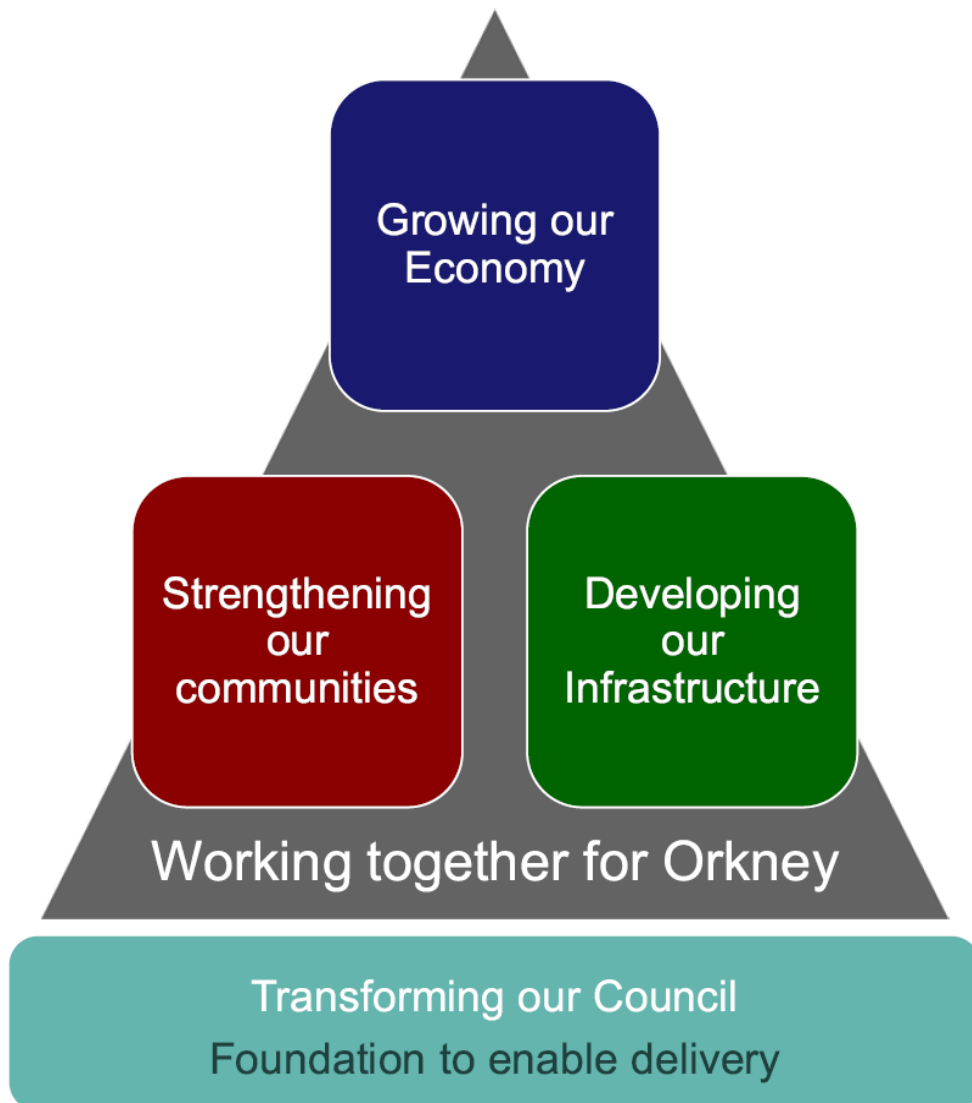 Growing our
Economy
Strengthening
our
communities
Developing
our
Infrastructure
Working together for Orkney
Transforming our Council
Foundation to enable delivery